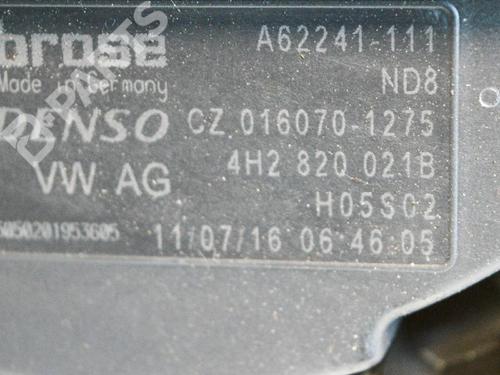 brose A62241-111
Made in Germany ND8
DENSO CZ 016070-1275
VW AG 4H2 820 021B
H05S02
5050201953605 11/07/16 06:46:05